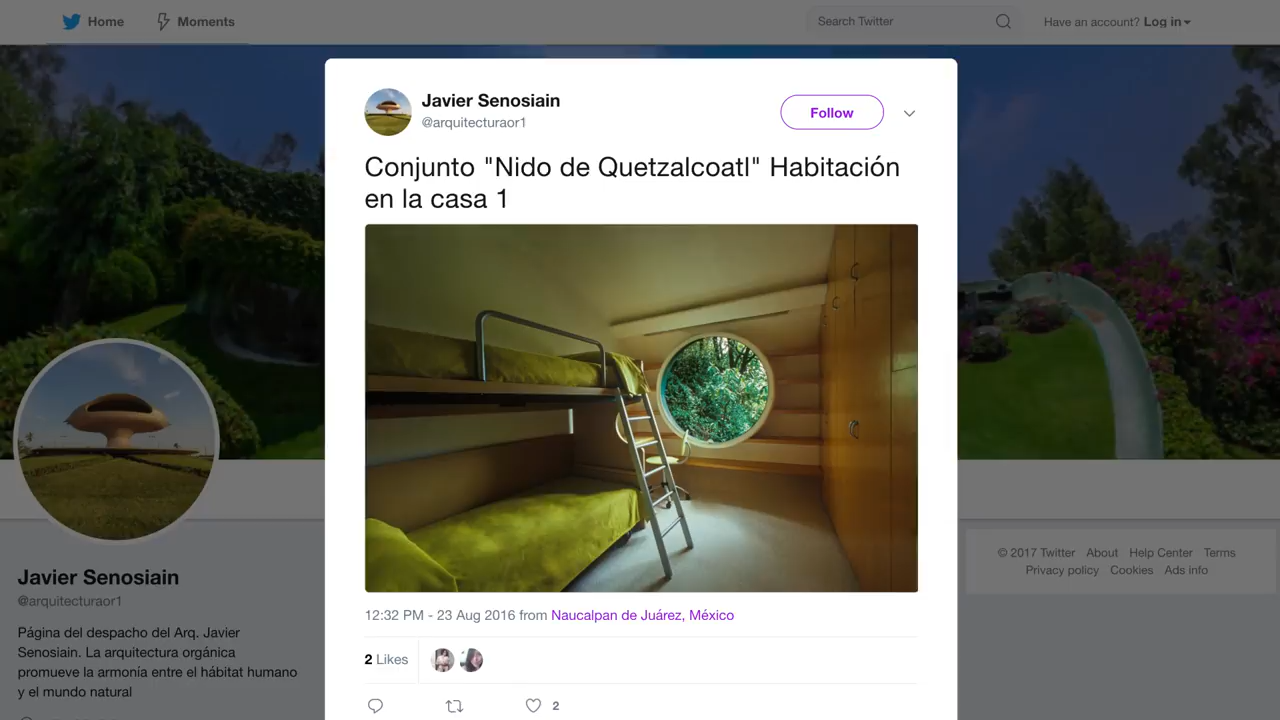 Home
Moments
Search Twitter
Have an account? Log in
Javier Senosiain
@arquitecturaor1
Follow
Conjunto "Nido de Quetzalcoatl" Habitación
en la casa 1
12:32 PM - 23 Aug 2016 from Naucalpan de Juárez, México
2 Likes
2
Javier Senosiain
@arquitecturaor1
Página del despacho del Arq. Javier
Senosiain. La arquitectura orgánica
promueve la armonía entre el hábitat humano
y el mundo natural
© 2017 Twitter About Help Center Terms
Privacy policy Cookies Ads info